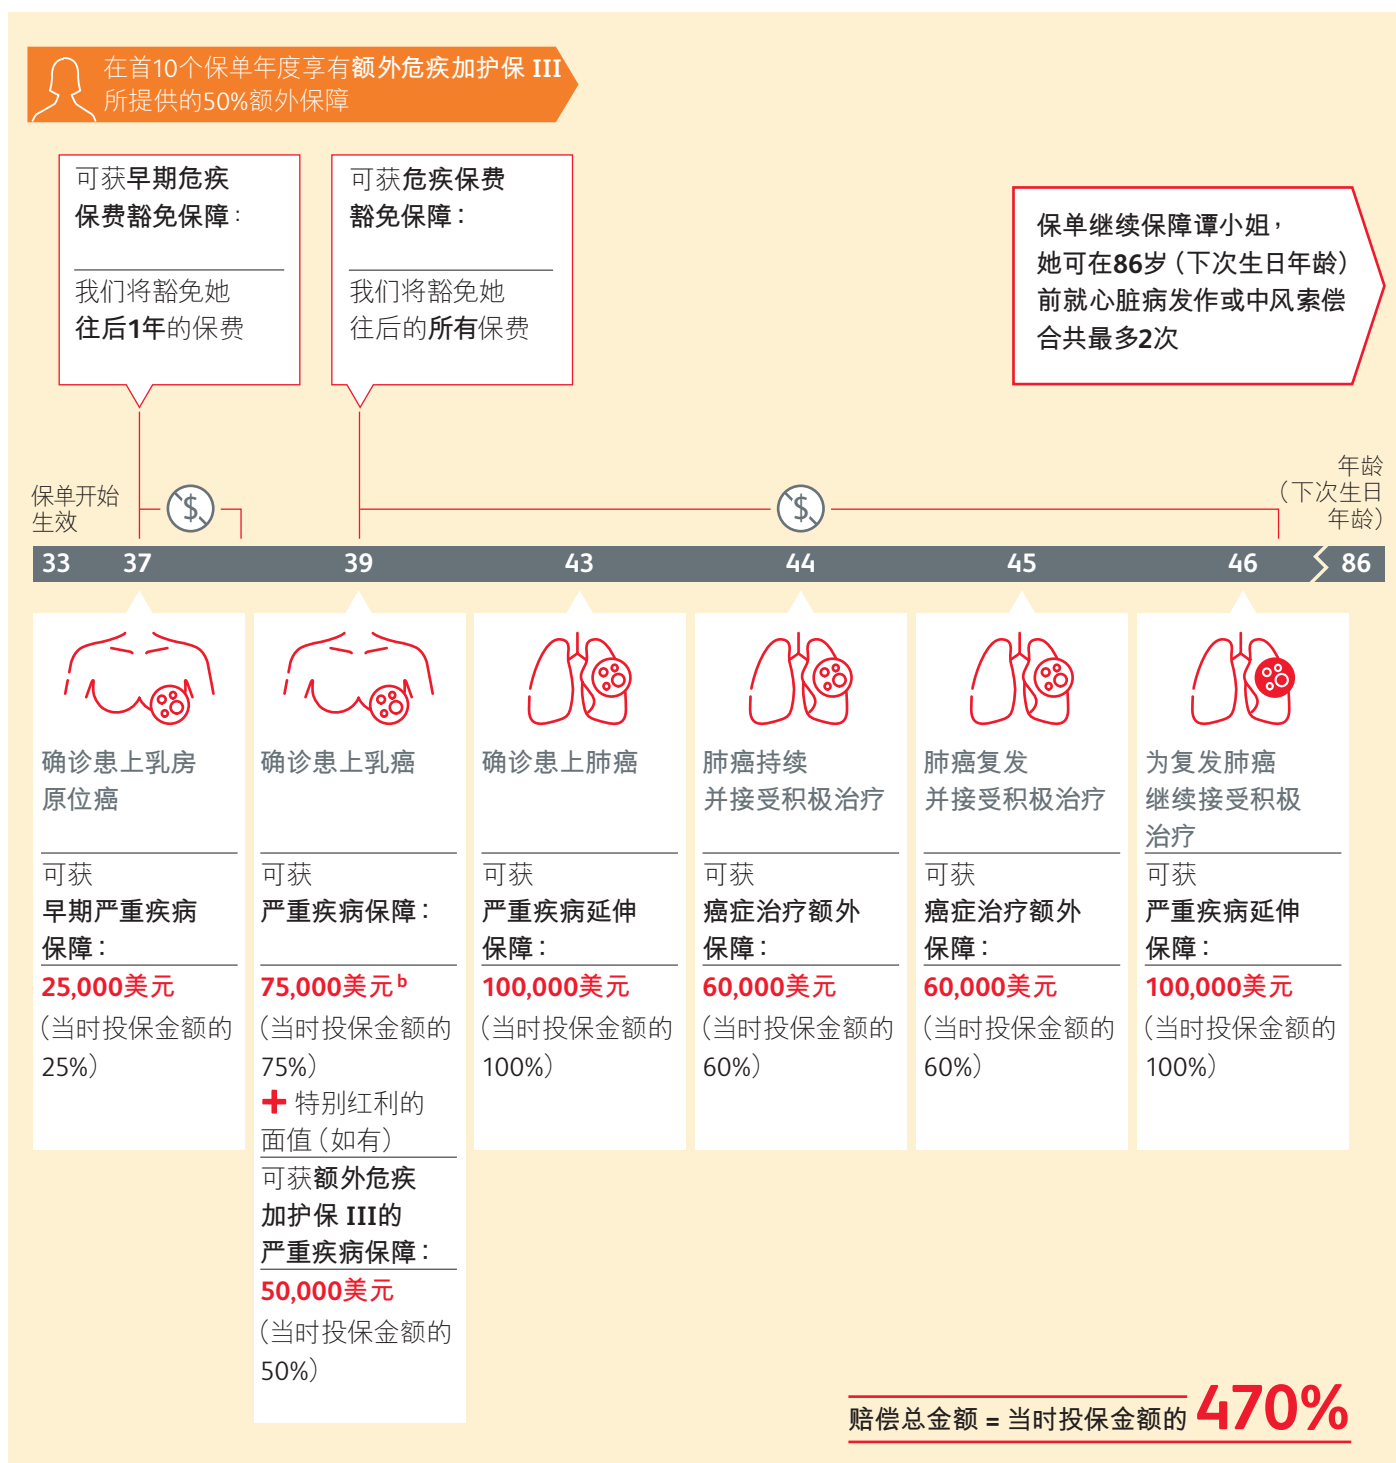 在首10个保单年度享有额外危疾加护保 III
所提供的50%额外保障
可获早期危疾
保费豁免保障：
我们将豁免她
往后1年的保费
可获危疾保费
豁免保障：
我们将豁免她
往后的所有保费
保单继续保障谭小姐，
她可在86岁（下次生日年龄）
前就心脏病发作或中风索偿
合共最多2次
保单开始
生效
$
$
年龄
（下次生日
年龄）
33 37 39 43 44 45 46 86
确诊患上乳房
原位癌
可获
早期严重疾病
保障：
25,000美元
（当时投保金额的
25%）
确诊患上乳癌
可获
严重疾病保障：
75,000美元 b
（当时投保金额的
75%）
+ 特别红利的
面值（如有）
可获额外危疾
加护保 III的
严重疾病保障：
50,000美元
（当时投保金额的
50%）
确诊患上肺癌
可获
严重疾病延伸
保障：
100,000美元
（当时投保金额的
100%）
肺癌持续
并接受积极治疗
可获
癌症治疗额外
保障：
60,000美元
（当时投保金额的
60%）
肺癌复发
并接受积极治疗
可获
癌症治疗额外
保障：
60,000美元
（当时投保金额的
60%）
为复发肺癌
继续接受积极
治疗
可获
严重疾病延伸
保障：
100,000美元
（当时投保金额的
100%）
赔偿总金额 = 当时投保金额的 470%